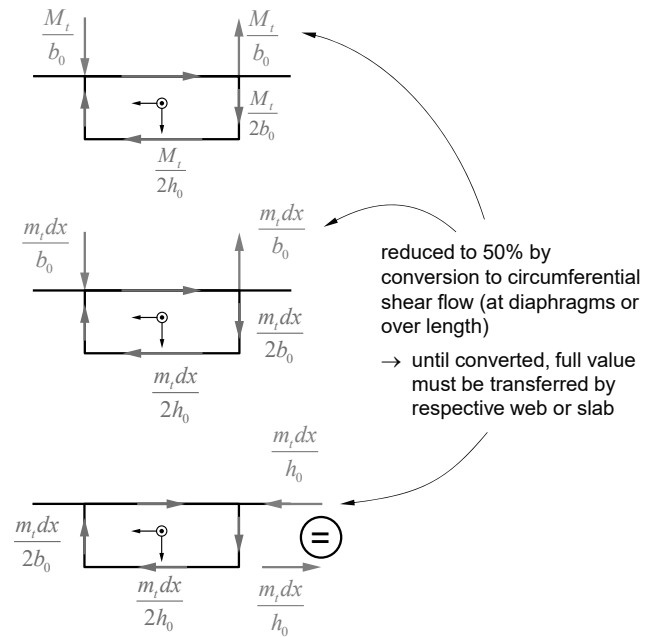 M_t/b_0
M_t/b_0
M_t/2b_0
M_t/2h_0
m_t dx/b_0
m_t dx/b_0
m_t dx/2b_0
m_t dx/2h_0
reduced to 50% by
conversion to circumferential
shear flow (at diaphragms or
over length)
→ until converted, full value
must be transferred by
respective web or slab
m_t dx/h_0
m_t dx/2b_0
=
m_t dx/2h_0
m_t dx/h_0